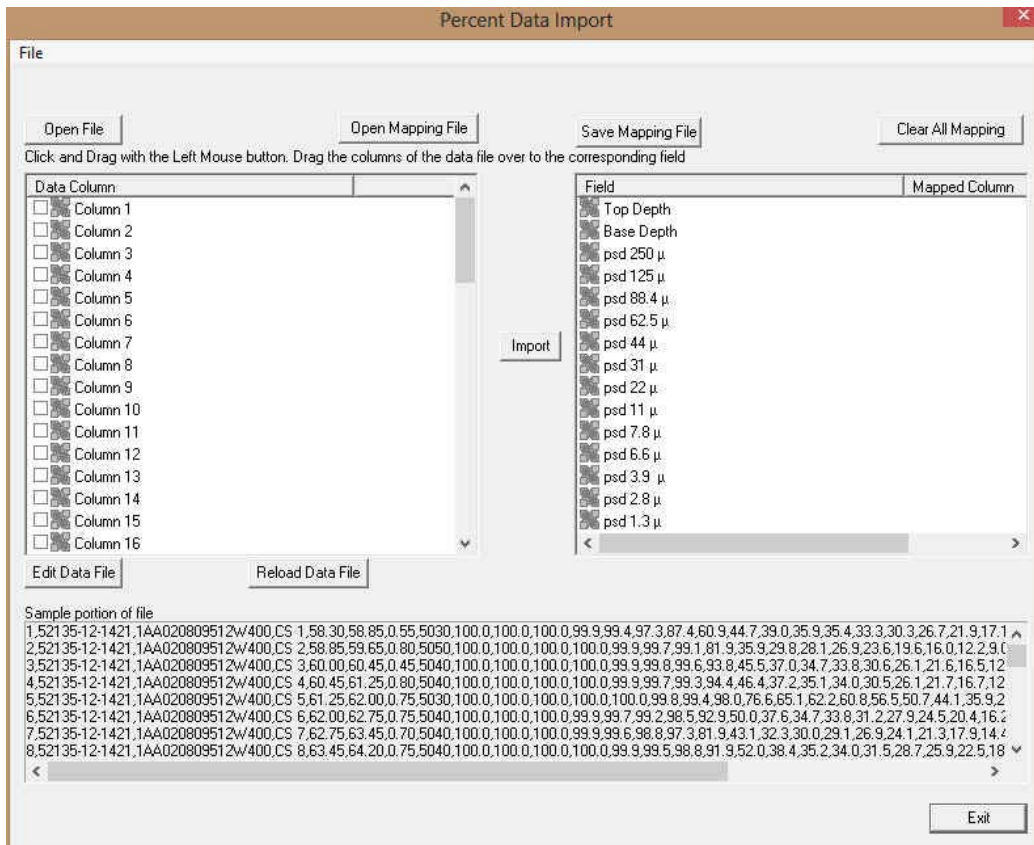 Percent Data Import
File
Open File
Open Mapping File
Save Mapping File
Clear All Mapping
Click and Drag with the Left Mouse button. Drag the columns of the data file over to the corresponding field
Data Column
Column 1
Column 2
Column 3
Column 4
Column 5
Column 6
Column 7
Column 8
Column 9
Column 10
Column 11
Column 12
Column 13
Column 14
Column 15
Column 16
Import
Field Mapped Column
Top Depth
Base Depth
psd 250 µ
psd 125 µ
psd 88.4 µ
psd 62.5 µ
psd 44 µ
psd 31 µ
psd 22 µ
psd 11 µ
psd 7.8 µ
psd 6.6 µ
psd 3.9 µ
psd 2.8 µ
psd 1.3 µ
Edit Data File
Reload Data File
Sample portion of file
1,52135-12-1421,1AA020809512W400,CS 1,58.30,58.85,0.55,5030,100.0,100.0,100.0,99.9,99.4,97.3,87.4,60.9,44.7,39.0,35.9,35.4,33.3,30.3,26.7,21.9,17.1
2,52135-12-1421,1AA020809512W400,CS 2,58.85,59.65,0.80,5050,100.0,100.0,100.0,99.9,99.7,99.1,81.9,35.9,29.8,28.1,26.9,23.6,19.6,16.0,12.2,9.0
3,52135-12-1421,1AA020809512W400,CS 3,60.00,60.45,0.45,5040,100.0,100.0,100.0,99.9,99.8,99.6,93.8,45.5,37.0,34.7,33.8,30.6,26.1,21.6,16.5,12
4,52135-12-1421,1AA020809512W400,CS 4,60.45,61.25,0.80,5040,100.0,100.0,100.0,99.9,99.7,99.3,94.4,46.4,37.2,35.1,34.0,30.5,26.1,21.7,16.7,12
5,52135-12-1421,1AA020809512W400,CS 5,61.25,62.00,0.75,5030,100.0,100.0,100.0,100.0,99.8,99.4,98.0,76.6,65.1,62.2,60.8,56.5,50.7,44.1,35.9,2
6,52135-12-1421,1AA020809512W400,CS 6,62.00,62.75,0.75,5040,100.0,100.0,100.0,99.9,99.7,99.2,98.5,92.9,50.0,37.6,34.7,33.8,31.2,27.9,24.5,20.4,16.2
7,52135-12-1421,1AA020809512W400,CS 7,62.75,63.45,0.70,5040,100.0,100.0,100.0,99.9,99.6,98.8,97.3,81.9,43.1,32.3,30.0,29.1,26.9,24.1,21.3,17.9,14.4
8,52135-12-1421,1AA020809512W400,CS 8,63.45,64.20,0.75,5040,100.0,100.0,100.0,100.0,99.9,99.5,98.8,91.9,52.0,38.4,35.2,34.0,31.5,28.7,25.9,22.5,18
Exit